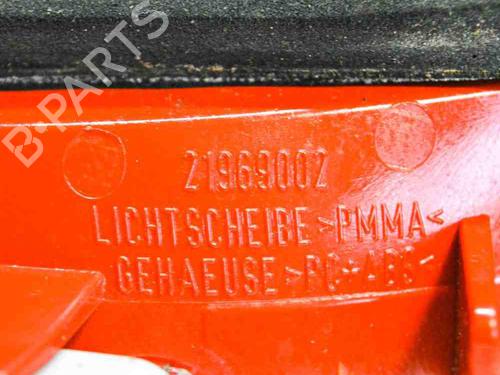 B-PARTS
21969002
LICHTSCHEIBE >PMMA<
GEHAEUSE >PC+ABS-